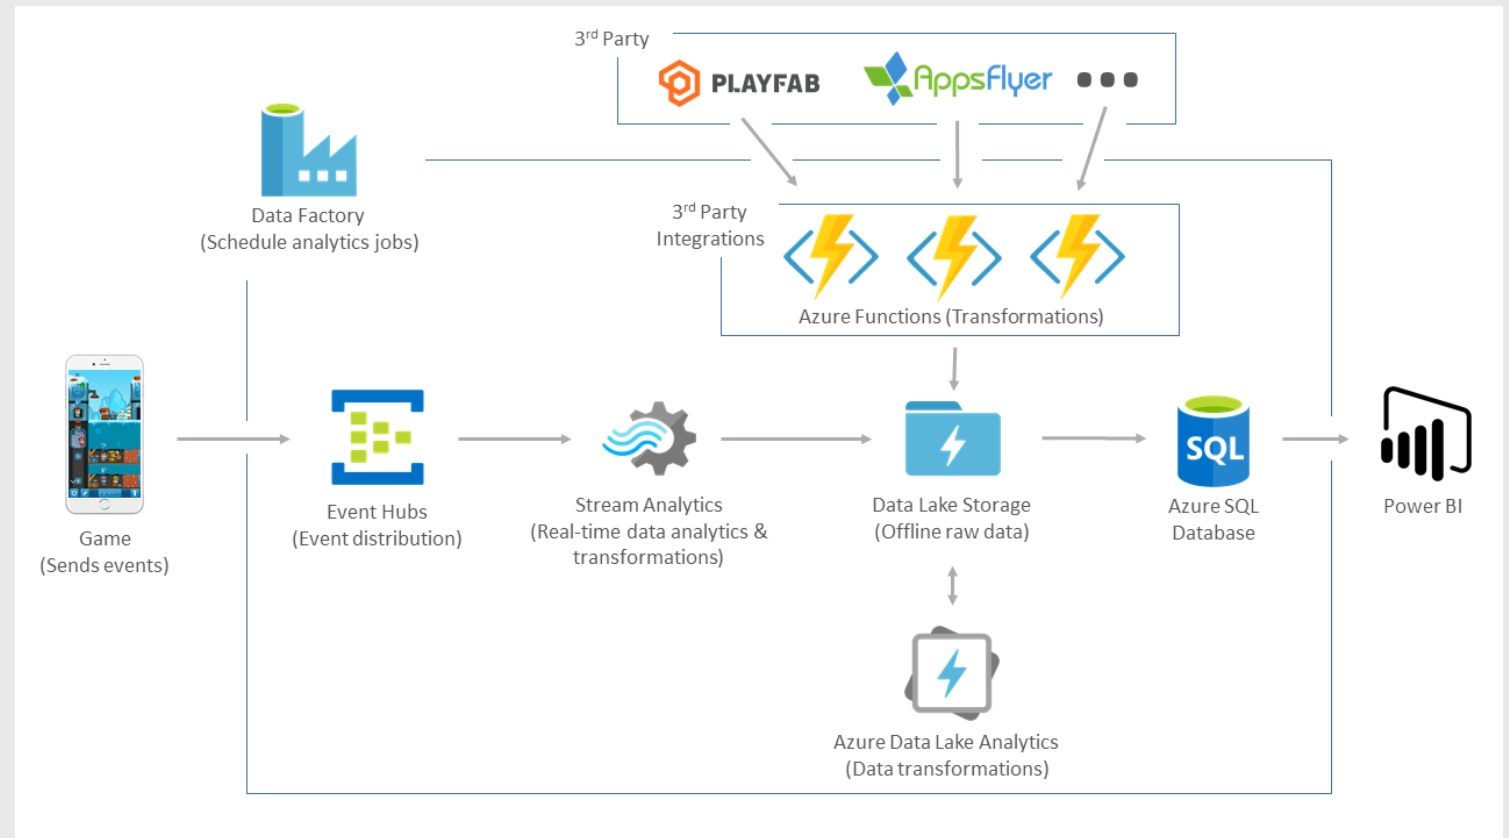 3rd Party
PLAYFAB
AppsFlyer
Data Factory
(Schedule analytics jobs)
3rd Party
Integrations
Azure Functions (Transformations)
Game
(Sends events)
Event Hubs
(Event distribution)
Stream Analytics
(Real-time data analytics &
transformations)
Data Lake Storage
(Offline raw data)
SQL
Azure SQL
Database
Power BI
Azure Data Lake Analytics
(Data transformations)